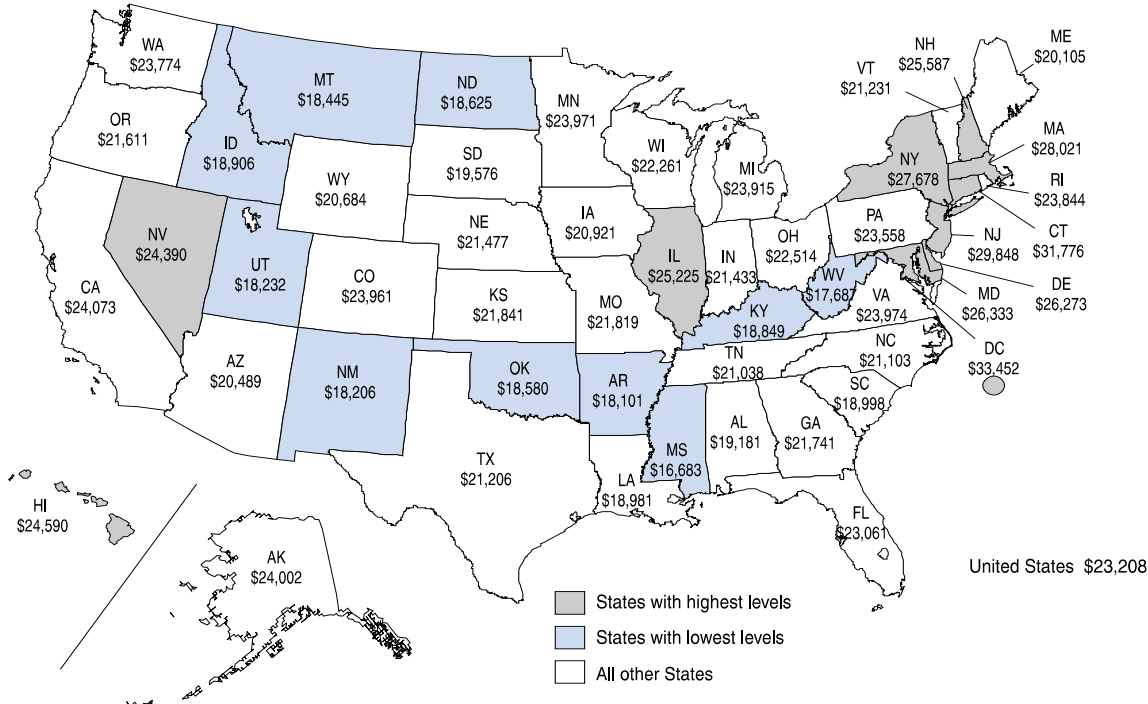 WA
$23,774
MT
$18,445
ND
$18,625
MN
$23,971
VT
$21,231
NH
$25,587
ME
$20,105
OR
$21,611
ID
$18,906
SD
$19,576
WI
$22,261
MI
$23,915
NY
$27,678
MA
$28,021
RI
$23,844
WY
$20,684
NV
$24,390
NE
$21,477
IA
$20,921
PA
$23,558
CT
$31,776
NJ
$29,848
UT
$18,232
CO
$23,961
IL
$25,225
IN
$21,433
OH
$22,514
WV
$17,687
DE
$26,273
MD
$26,333
CA
$24,073
KS
$21,841
MO
$21,819
KY
$18,849
VA
$23,974
DC
$33,452
AZ
$20,489
NM
$18,206
OK
$18,580
AR
$18,101
TN
$21,038
NC
$21,103
SC
$18,998
TX
$21,206
LA
$18,981
MS
$16,683
AL
$19,181
GA
$21,741
FL
$23,061
HI
$24,590
AK
$24,002
United States $23,208
States with highest levels
States with lowest levels
All other States